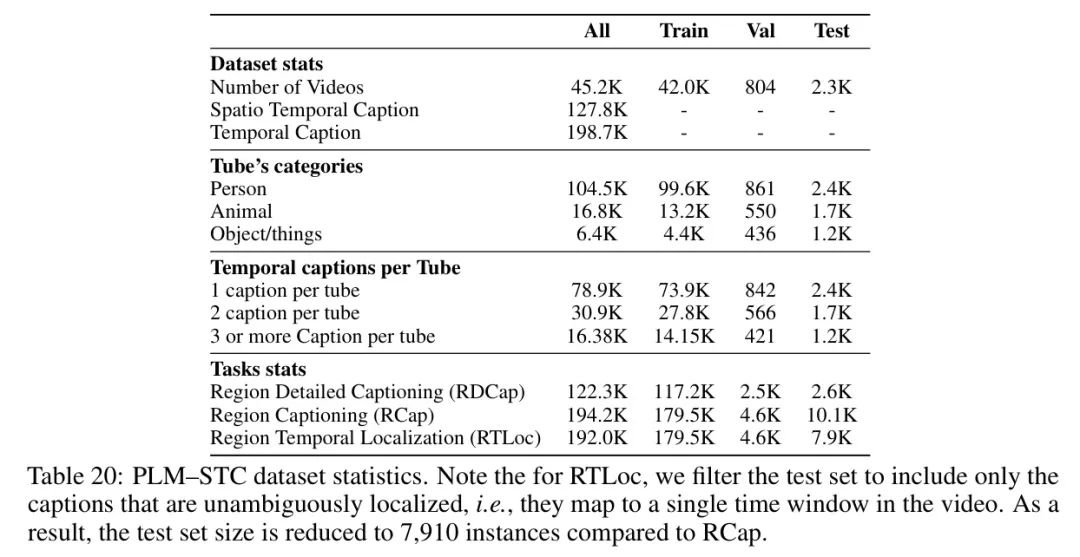 All Train Val Test
Dataset stats
Number of Videos 45.2K 42.0K 804 2.3K
Spatio Temporal Caption 127.8K - - -
Temporal Caption 198.7K - - -
Tube's categories
Person 104.5K 99.6K 861 2.4K
Animal 16.8K 13.2K 550 1.7K
Object/things 6.4K 4.4K 436 1.2K
Temporal captions per Tube
1 caption per tube 78.9K 73.9K 842 2.4K
2 caption per tube 30.9K 27.8K 566 1.7K
3 or more Caption per tube 16.38K 14.15K 421 1.2K
Tasks stats
Region Detailed Captioning (RDCap) 122.3K 117.2K 2.5K 2.6K
Region Captioning (RCap) 194.2K 179.5K 4.6K 10.1K
Region Temporal Localization (RTLoc) 192.0K 179.5K 4.6K 7.9K
Table 20: PLM–STC dataset statistics. Note the for RTLoc, we filter the test set to include only the
captions that are unambiguously localized, i.e., they map to a single time window in the video. As a
result, the test set size is reduced to 7,910 instances compared to RCap.